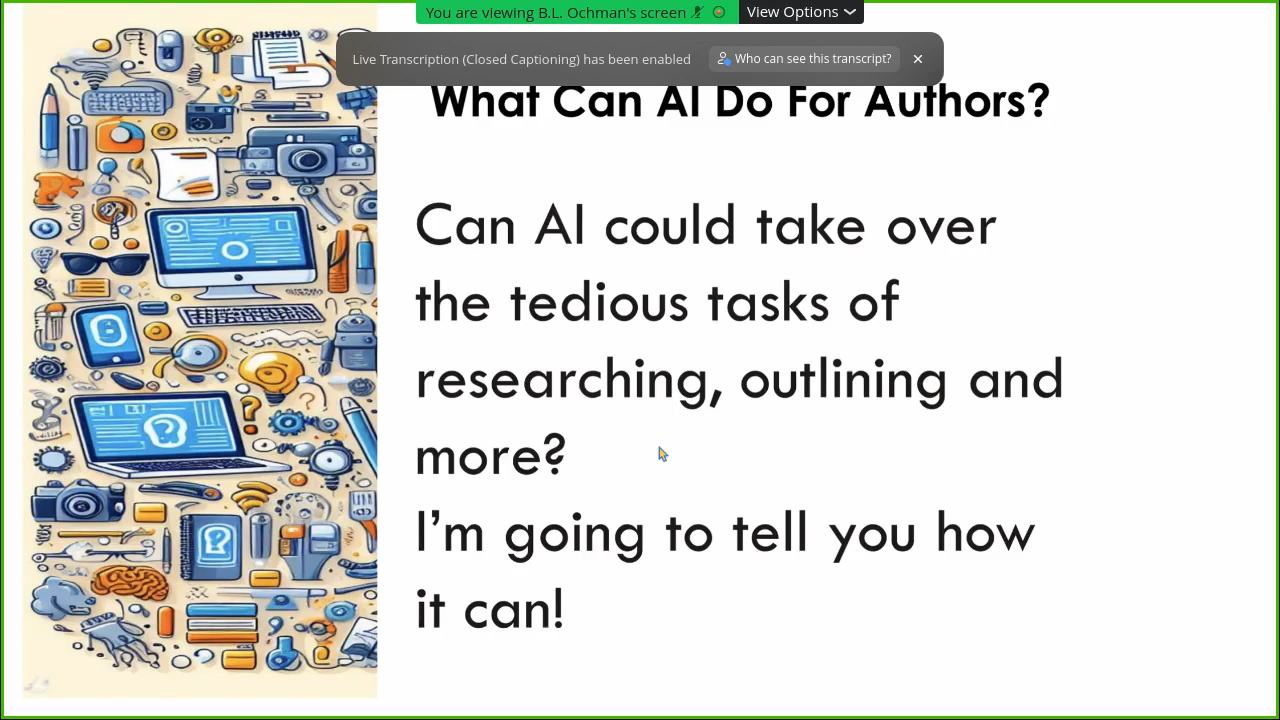 You are viewing B.L. Ochman's screen
View Options
Live Transcription (Closed Captioning) has been enabled
Who can see this transcript?
What Can AI Do For Authors?
Can AI could take over
the tedious tasks of
researching, outlining and
more?
I’m going to tell you how
it can!